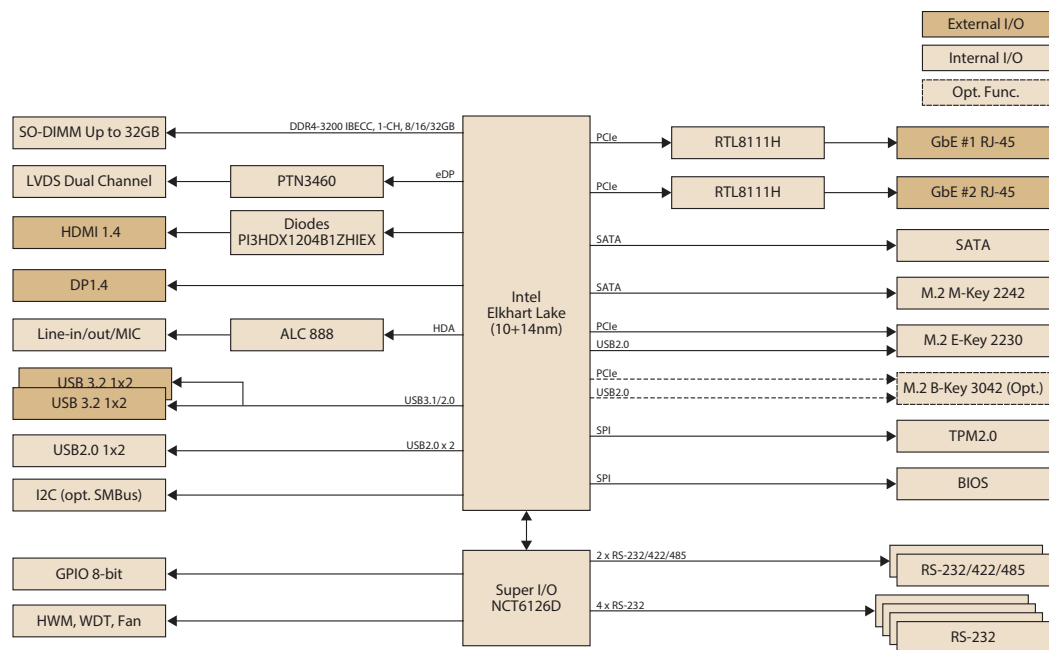 External I/O
Internal I/O
Opt. Func.
SO-DIMM Up to 32GB
DDR4-3200 IBECC, 1-CH, 8/16/32GB
LVDS Dual Channel
PTN3460
eDP
HDMI 1.4
Diodes
PI3HDX1204B1ZHIEX
DP1.4
Line-in/out/MIC
ALC 888
HDA
USB 3.2 1x2
USB 3.2 1x2
USB3.1/2.0
USB2.0 1x2
USB2.0 x 2
I2C (opt. SMBus)
Intel
Elkhart Lake
(10+14nm)
PCIe
RTL8111H
GbE #1 RJ-45
PCIe
RTL8111H
GbE #2 RJ-45
SATA
SATA
SATA
M.2 M-Key 2242
PCIe
USB2.0
M.2 E-Key 2230
PCIe
USB2.0
M.2 B-Key 3042 (Opt.)
SPI
TPM2.0
SPI
BIOS
GPIO 8-bit
HWM, WDT, Fan
Super I/O
NCT6126D
2 x RS-232/422/485
RS-232/422/485
4 x RS-232
RS-232